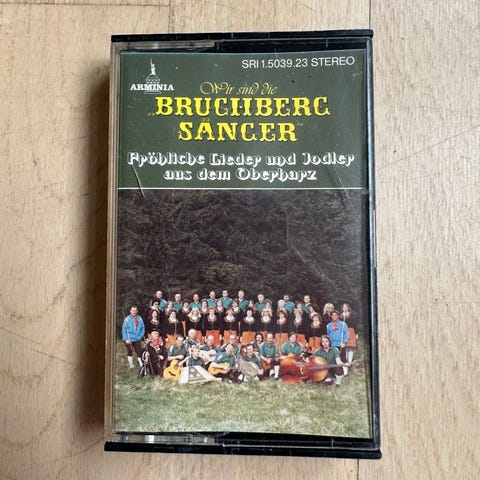 SRI 1.5039.23 STEREO
ARMINIA
Wir sind die
„BRUCHBERG
SÄNGER“
Fröhliche Lieder und Jodler
aus dem Oberharz